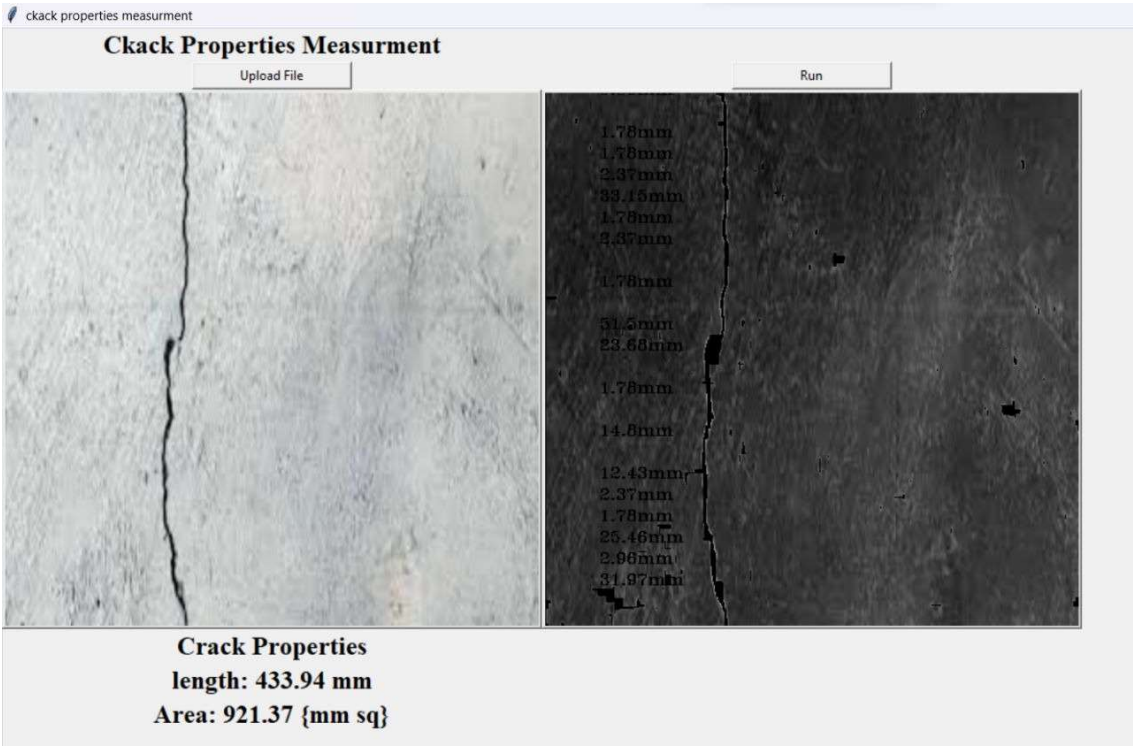 ckack properties measurment
Ckack Properties Measurment
Upload File
Run
1.78mm
1.78mm
2.37mm
33.15mm
1.78mm
2.37mm
1.78mm
51.5mm
23.68mm
1.78mm
14.8mm
12.43mm
2.37mm
1.78mm
25.46mm
2.96mm
31.97mm
Crack Properties
length: 433.94 mm
Area: 921.37 {mm sq}